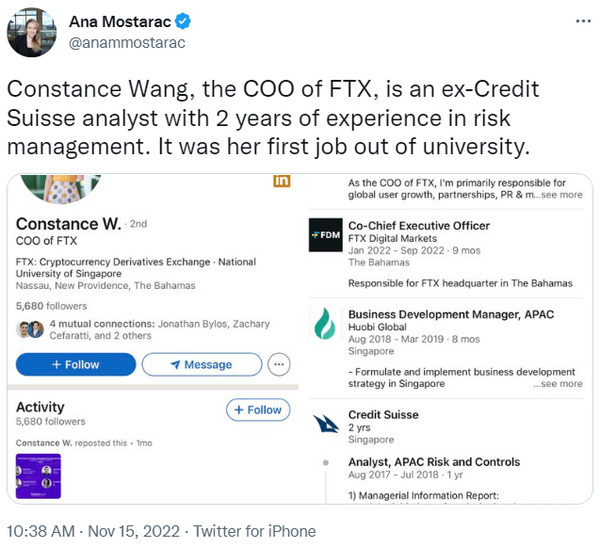 Ana Mostarac
@anammostarac
Constance Wang, the COO of FTX, is an ex-Credit
Suisse analyst with 2 years of experience in risk
management. It was her first job out of university.
in
Constance W. · 2nd
COO of FTX
FTX: Cryptocurrency Derivatives Exchange · National
University of Singapore
Nassau, New Providence, The Bahamas
5,680 followers
4 mutual connections: Jonathan Bylos, Zachary
Cefaratti, and 2 others
+ Follow
Message
Activity
5,680 followers
+ Follow
Constance W. reposted this · 1mo
As the COO of FTX, I'm primarily responsible for
global user growth, partnerships, PR & m...see more
FDM
Co-Chief Executive Officer
FTX Digital Markets
Jan 2022 - Sep 2022 · 9 mos
The Bahamas
Responsible for FTX headquarter in The Bahamas
Business Development Manager, APAC
Huobi Global
Aug 2018 - Mar 2019 · 8 mos
Singapore
- Formulate and implement business development
strategy in Singapore ...see more
Credit Suisse
2 yrs
Singapore
Analyst, APAC Risk and Controls
Aug 2017 - Jul 2018 · 1 yr
1) Managerial Information Report:
10:38 AM · Nov 15, 2022 · Twitter for iPhone